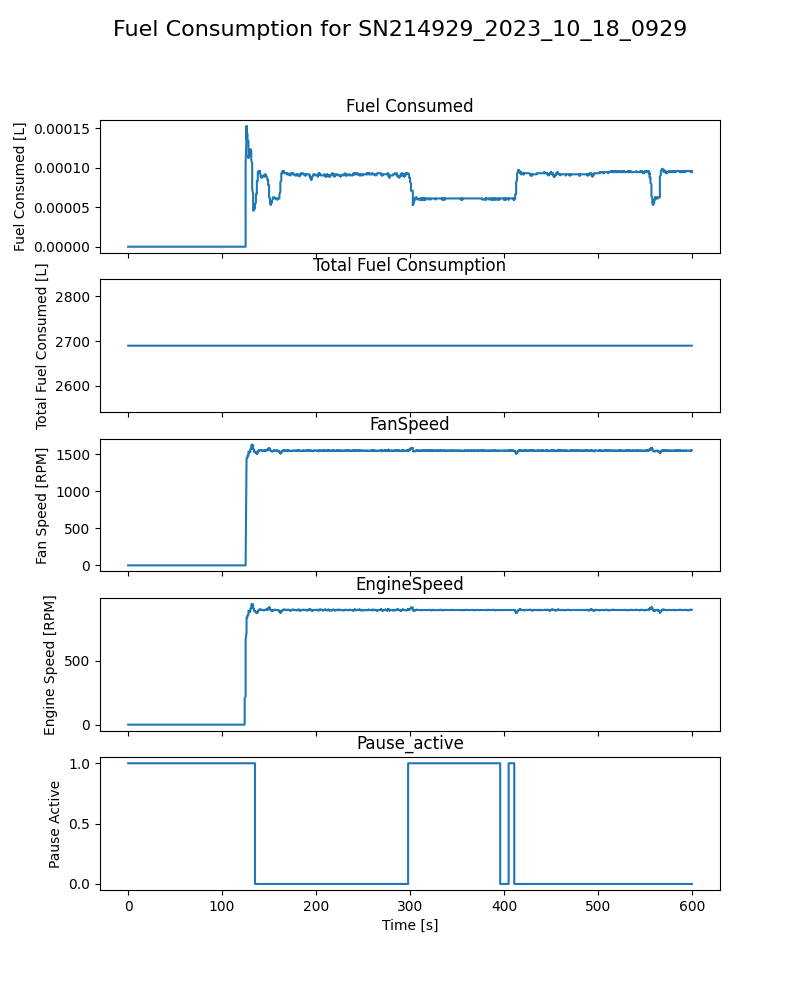 Fuel Consumption for SN214929_2023_10_18_0929
Fuel Consumed
Fuel Consumed [L]
0.00015
0.00010
0.00005
0.00000
Total Fuel Consumption
Total Fuel Consumed [L]
2800
2700
2600
FanSpeed
Fan Speed [RPM]
1500
1000
500
0
EngineSpeed
Engine Speed [RPM]
500
0
Pause_active
Pause Active
1.0
0.5
0.0
0 100 200 300 400 500 600
Time [s]